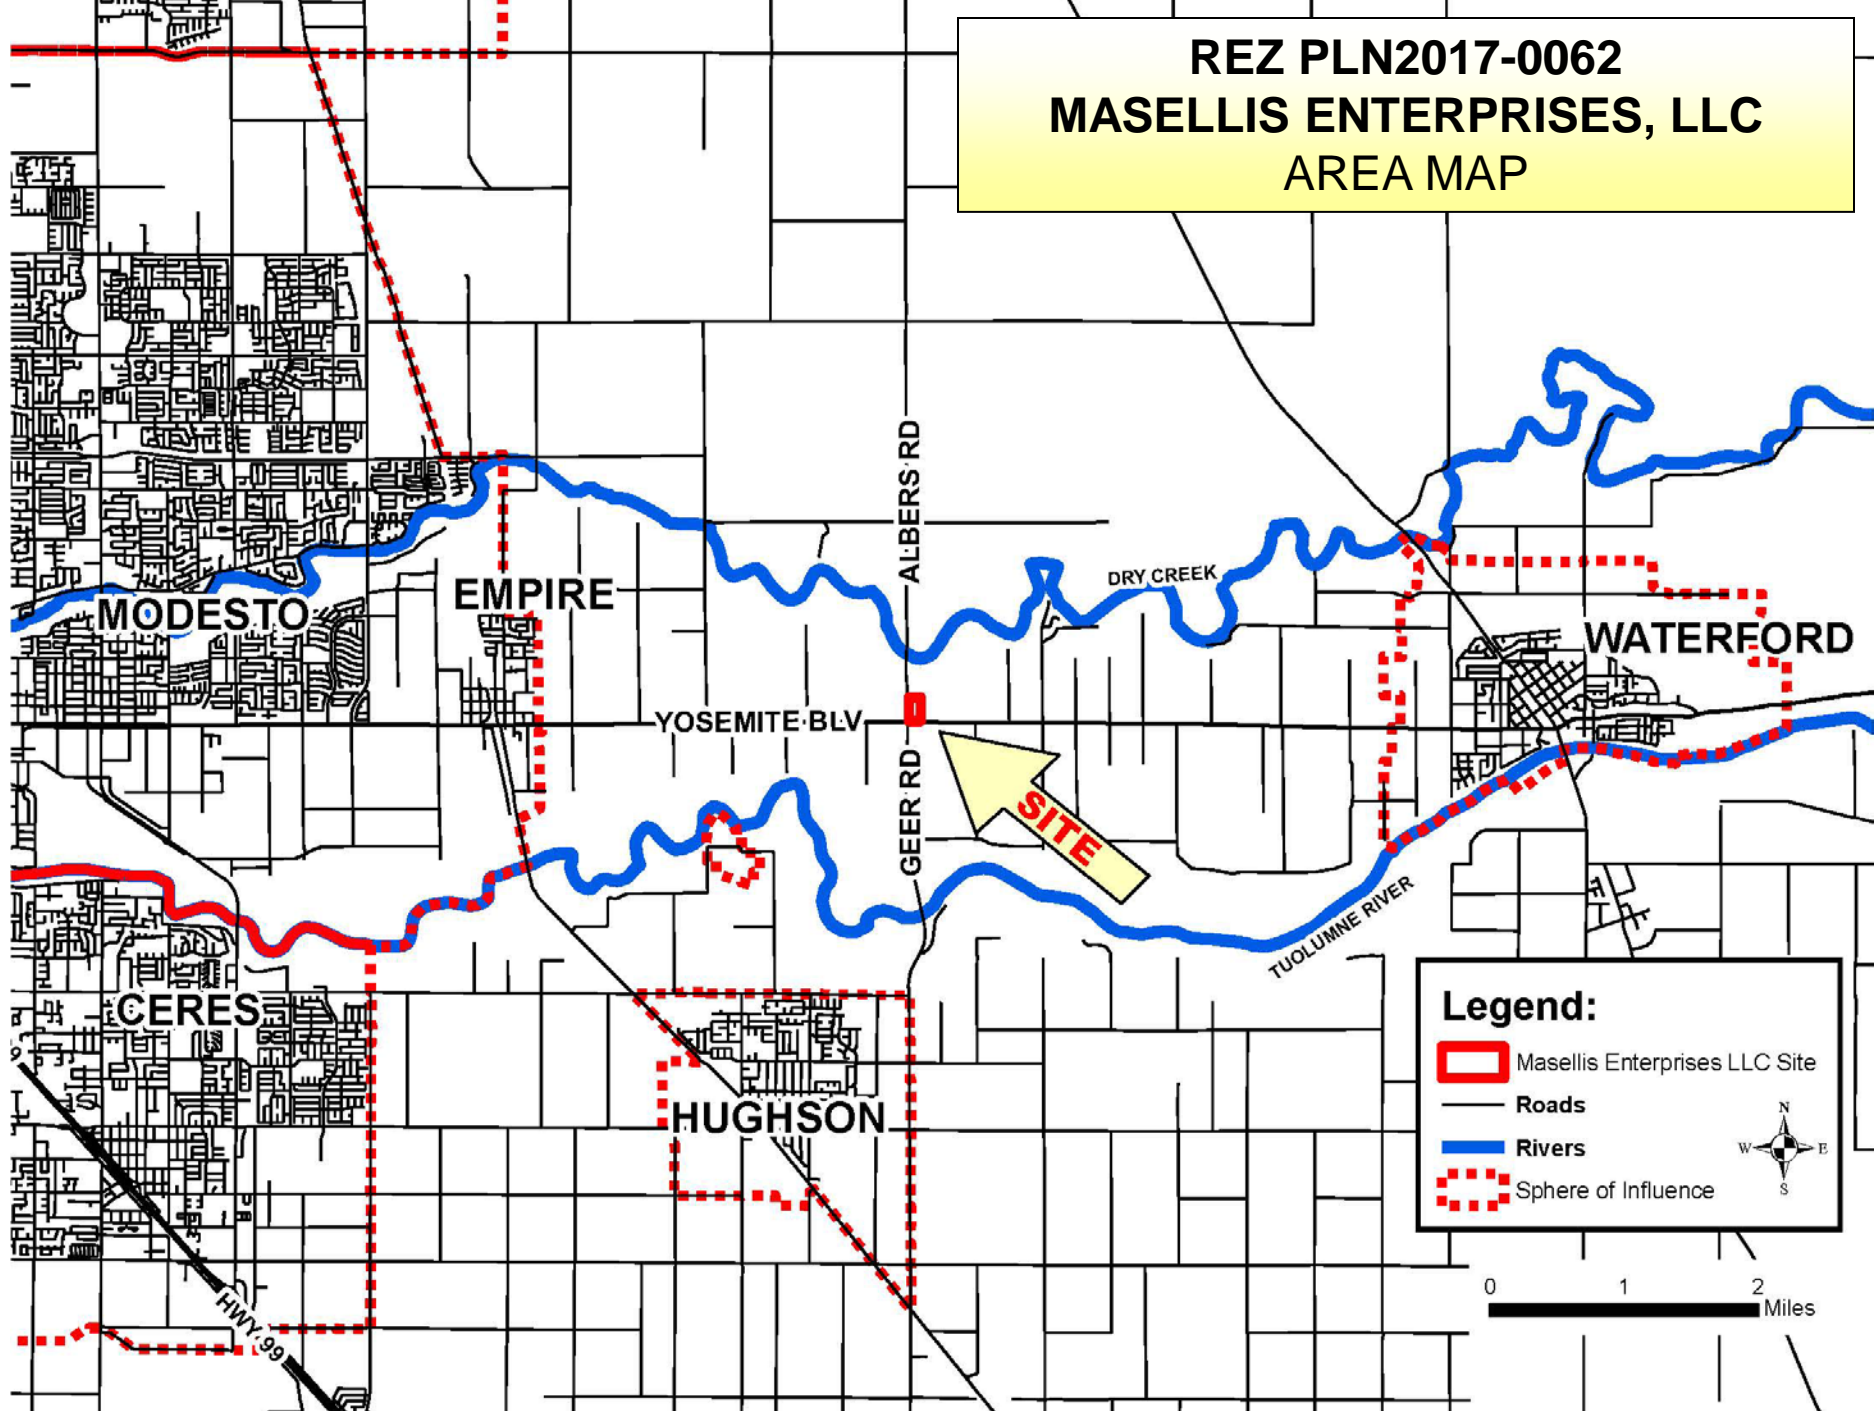 REZ PLN2017-0062
MASELLIS ENTERPRISES, LLC
AREA MAP
ALBERS RD
DRY CREEK
EMPIRE
MODESTO
WATERFORD
YOSEMITE BLV
GEER RD
SITE
TUOLUMNE RIVER
CERES
HUGHSON
HWY 99
Legend:
Masellis Enterprises LLC Site
Roads
Rivers
Sphere of Influence
N
W E
S
0 1 2
Miles